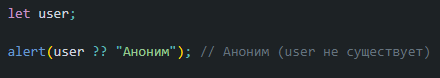 let user;
alert(user ?? "Аноним"); // Аноним (user не существует)